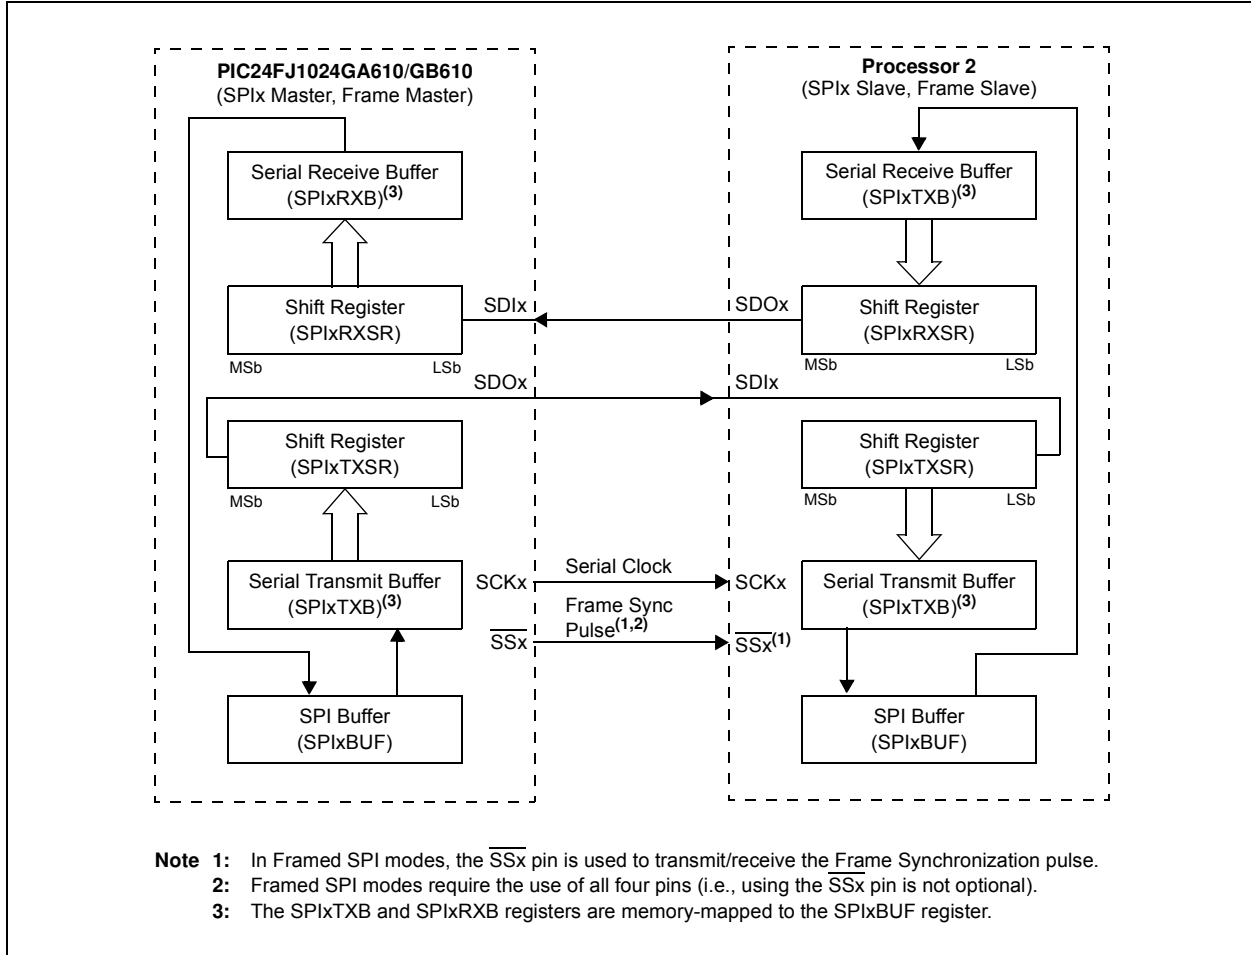 PIC24FJ1024GA610/GB610
(SPIx Master, Frame Master)
Serial Receive Buffer
(SPIxRXB)(3)
Shift Register
(SPIxRXSR)
MSb
LSb
SDIx
SDOx
Shift Register
(SPIxTXSR)
MSb
LSb
Serial Transmit Buffer
(SPIxTXB)(3)
SCKx
SSx
SPI Buffer
(SPIxBUF)
Serial Clock
Frame Sync
Pulse(1,2)
Processor 2
(SPIx Slave, Frame Slave)
Serial Receive Buffer
(SPIxTXB)(3)
SDOx
Shift Register
(SPIxRXSR)
MSb
LSb
SDIx
Shift Register
(SPIxTXSR)
MSb
LSb
SCKx
Serial Transmit Buffer
(SPIxTXB)(3)
SSx(1)
SPI Buffer
(SPIxBUF)
Note 1: In Framed SPI modes, the SSx pin is used to transmit/receive the Frame Synchronization pulse.
2: Framed SPI modes require the use of all four pins (i.e., using the SSx pin is not optional).
3: The SPIxTXB and SPIxRXB registers are memory-mapped to the SPIxBUF register.